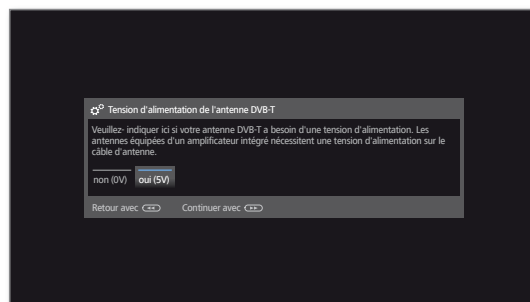 Tension d'alimentation de l'antenne DVB-T
Veuillez- indiquer ici si votre antenne DVB-T a besoin d'une tension d'alimentation. Les
antennes équipées d'un amplificateur intégré nécessitent une tension d'alimentation sur le
câble d'antenne.
non (0V) oui (5V)
Retour avec Continuer avec